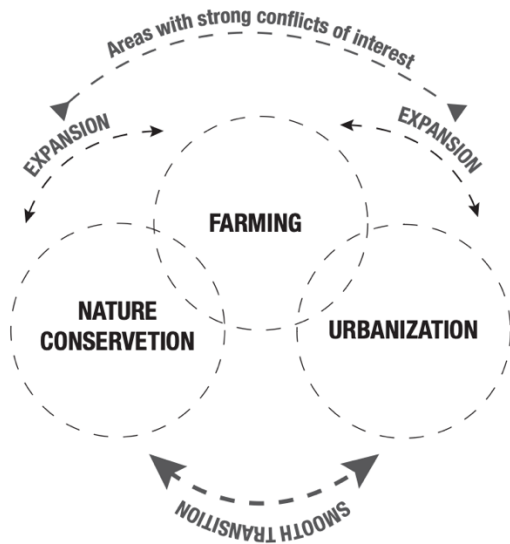 Areas with strong conflicts of interest
EXPANSION
EXPANSION
FARMING
NATURE
CONSERVETION
URBANIZATION
SMOOTH TRANSITION